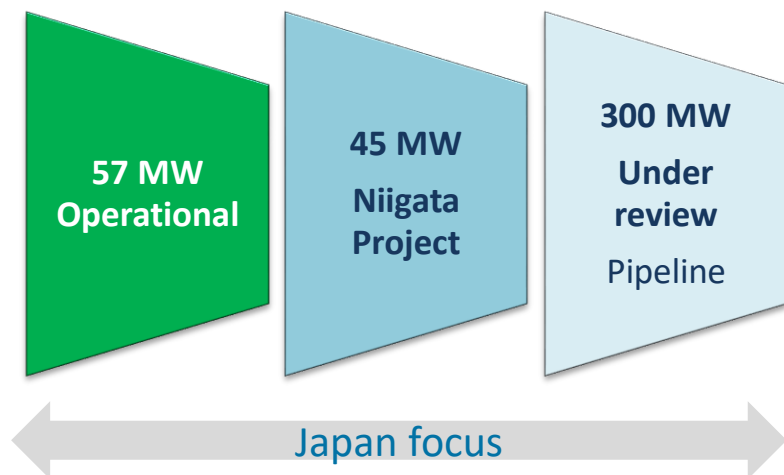 57 MW
Operational
45 MW
Niigata
Project
300 MW
Under
review
Pipeline
Japan focus